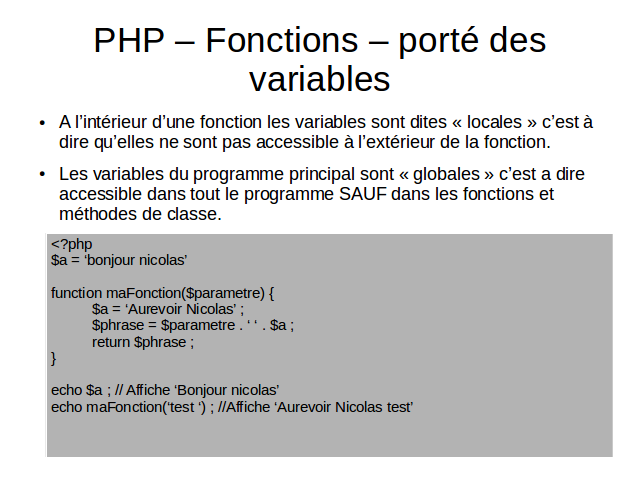 PHP – Fonctions – porté des
variables
• A l’intérieur d’une fonction les variables sont dites « locales » c’est à
dire qu’elles ne sont pas accessible à l’extérieur de la fonction.
• Les variables du programme principal sont « globales » c’est a dire
accessible dans tout le programme SAUF dans les fonctions et
méthodes de classe.
<?php
$a = ‘bonjour nicolas’
function maFonction($parametre) {
$a = ‘Aurevoir Nicolas’ ;
$phrase = $parametre . ‘ ‘ . $a ;
return $phrase ;
}
echo $a ; // Affiche ‘Bonjour nicolas’
echo maFonction(‘test ‘) ; //Affiche ‘Aurevoir Nicolas test’